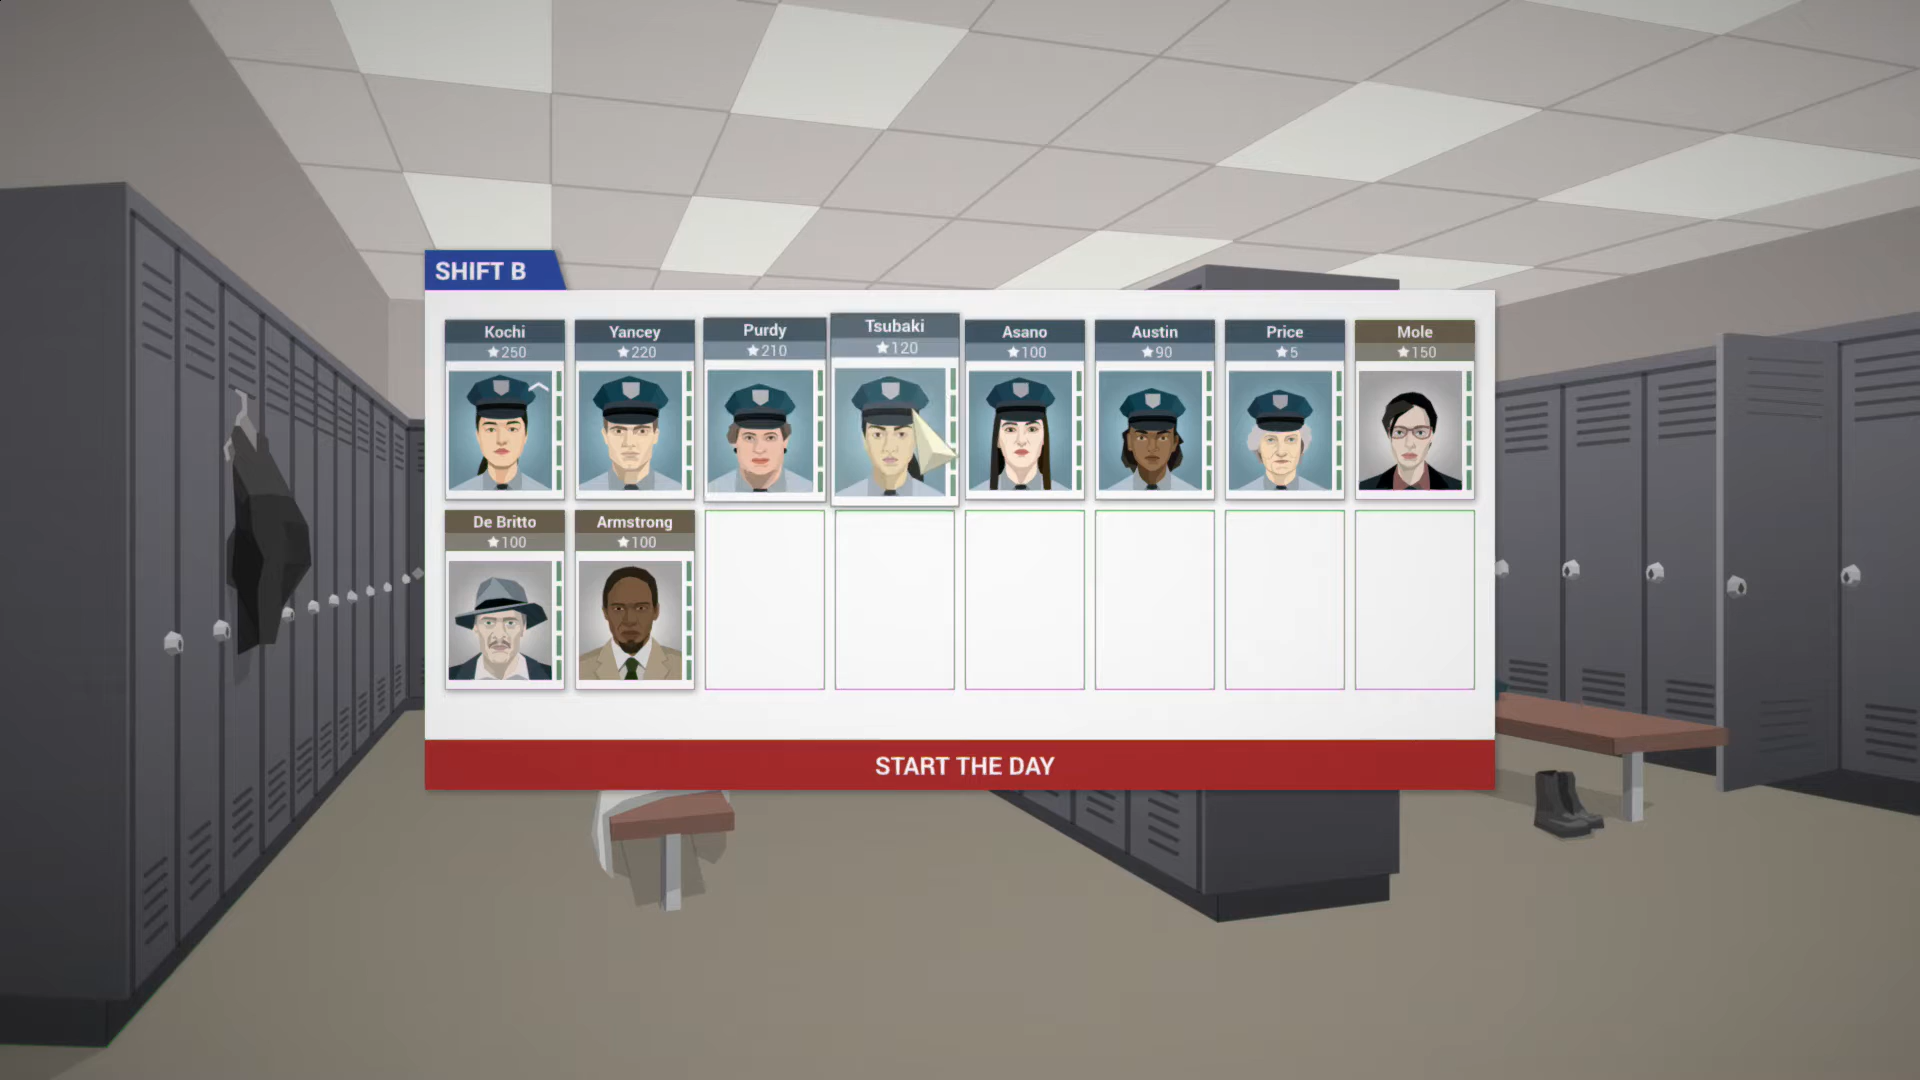 SHIFT B
Kochi
★250
Yancey
★220
Purdy
★210
Tsubaki
★120
Asano
★100
Austin
★90
Price
★5
Mole
★150
De Britto
★100
Armstrong
★100
START THE DAY